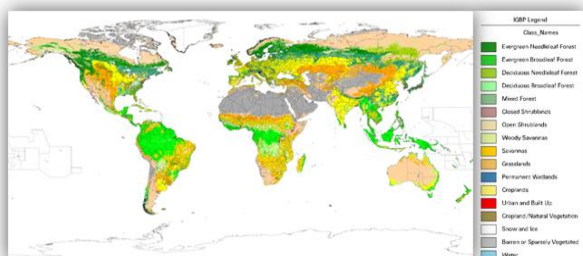 IGBP Legend
Class_Names
Evergreen Needleleaf Forest
Evergreen Broadleaf Forest
Deciduous Needleleaf Forest
Deciduous Broadleaf Forest
Mixed Forest
Closed Shrublands
Open Shrublands
Woody Savannas
Savannas
Grasslands
Permanent Wetlands
Croplands
Urban and Built Up
Cropland/Natural Vegetation
Snow and Ice
Barren or Sparsely Vegetated
Water